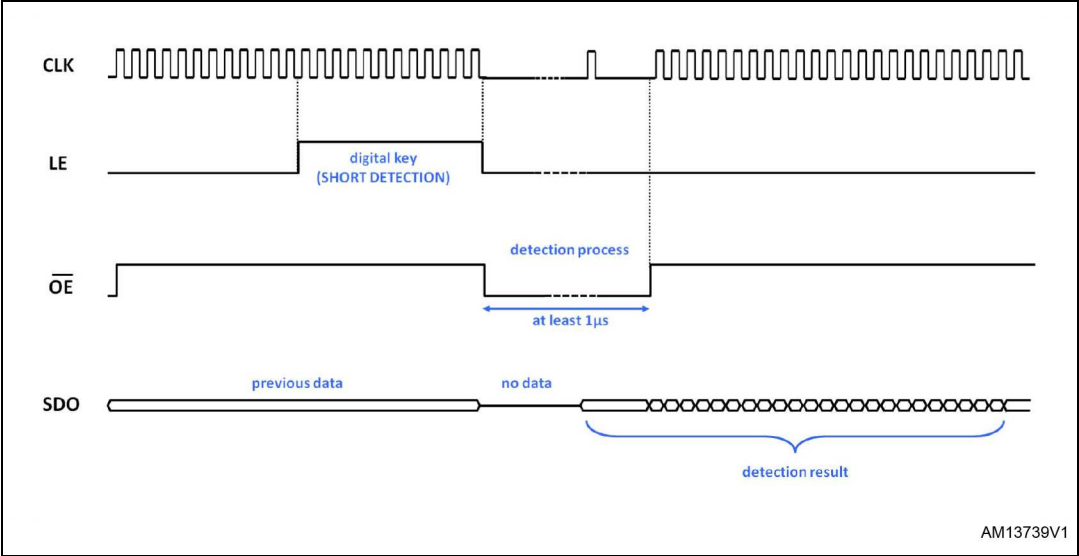 CLK
LE
digital key
(SHORT DETECTION)
detection process
OE
at least 1µs
previous data
no data
SDO
detection result
AM13739V1